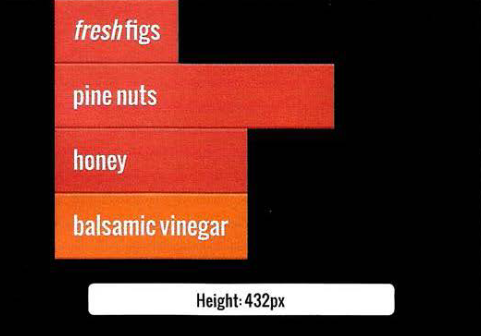 fresh figs
pine nuts
honey
balsamic vinegar
Height: 432px